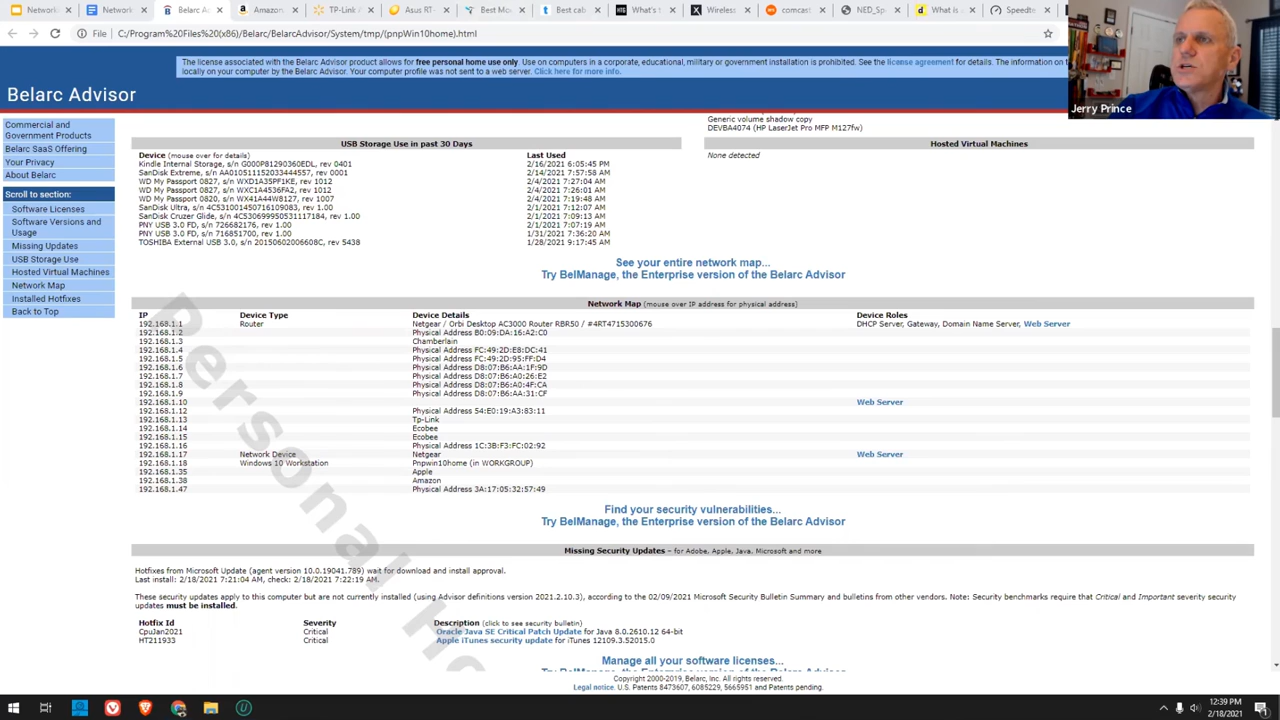 Network
Network
Belarc Ad
Amazon.
TP-Link A
Asus RT-
Best Mo
Best cab
What's t
Wireless
comcast
NED_Sp
What is
Speedte
File C:/Program%20Files%20(x86)/Belarc/BelarcAdvisor/System/tmp/(pnpWin10home).html
The license associated with the Belarc Advisor product allows for free personal home use only. Use on computers in a corporate, educational, military or government installation is prohibited. See the license agreement for details. The information on
locally on your computer by the Belarc Advisor. Your computer profile was not sent to a web server. Click here for more info.
Belarc Advisor
Jerry Prince
Commercial and
Government Products
Belarc SaaS Offering
Your Privacy
About Belarc
Scroll to section:
Software Licenses
Software Versions and
Usage
Missing Updates
USB Storage Use
Hosted Virtual Machines
Network Map
Installed Hotfixes
Back to Top
Generic volume shadow copy
DEVBA4074 (HP LaserJet Pro MFP M127fw)
USB Storage Use in past 30 Days
Hosted Virtual Machines
Device (mouse over for details) Last Used
None detected
Kindle Internal Storage, s/n G000P81290360EDL, rev 0401 2/16/2021 6:05:45 PM
SanDisk Extreme, s/n AA010511152033444557, rev 0001 2/14/2021 7:57:58 AM
WD My Passport 0827, s/n WXD1A35PF1KE, rev 1012 2/4/2021 7:27:04 AM
WD My Passport 0827, s/n WXC1A4536FA2, rev 1012 2/4/2021 7:26:01 AM
WD My Passport 0820, s/n WX41A44W8127, rev 1007 2/4/2021 7:19:48 AM
SanDisk Ultra, s/n 4C531001450716109083, rev 1.00 2/1/2021 7:12:07 AM
SanDisk Cruzer Glide, s/n 4C530699950531117184, rev 1.00 2/1/2021 7:09:13 AM
PNY USB 3.0 FD, s/n 726682176, rev 1.00 2/1/2021 7:07:19 AM
PNY USB 3.0 FD, s/n 716851700, rev 1.00 1/31/2021 7:36:20 AM
TOSHIBA External USB 3.0, s/n 20150602006608C, rev 5438 1/28/2021 9:17:45 AM
See your entire network map...
Try BelManage, the Enterprise version of the Belarc Advisor
Network Map (mouse over IP address for physical address)
IP Device Type Device Details Device Roles
192.168.1.1 Router Netgear / Orbi Desktop AC3000 Router RBR50 / #4RT4715300676 DHCP Server, Gateway, Domain Name Server, Web Server
192.168.1.2 Physical Address B0:09:DA:16:A2:C0
192.168.1.3 Chamberlain
192.168.1.4 Physical Address FC:49:2D:E8:DC:41
192.168.1.5 Physical Address FC:49:2D:95:FF:D4
192.168.1.6 Physical Address D8:07:B6:AA:1F:9D
192.168.1.7 Physical Address D8:07:B6:A0:26:E2
192.168.1.8 Physical Address D8:07:B6:A0:4F:CA
192.168.1.9 Physical Address D8:07:B6:AA:31:CF
192.168.1.10 Web Server
192.168.1.12 Physical Address 54:E0:19:A3:83:11
192.168.1.13 Tp-Link
192.168.1.14 Ecobee
192.168.1.15 Ecobee
192.168.1.16 Physical Address 1C:3B:F3:FC:02:92
192.168.1.17 Network Device Netgear Web Server
192.168.1.18 Windows 10 Workstation Pnpwin10home (in WORKGROUP)
192.168.1.35 Apple
192.168.1.38 Amazon
192.168.1.47 Physical Address 3A:17:05:32:57:49
Personal Ho
Find your security vulnerabilities...
Try BelManage, the Enterprise version of the Belarc Advisor
Missing Security Updates – for Adobe, Apple, Java, Microsoft and more
Hotfixes from Microsoft Update (agent version 10.0.19041.789) wait for download and install approval.
Last install: 2/18/2021 7:21:04 AM, check: 2/18/2021 7:22:19 AM.
These security updates apply to this computer but are not currently installed (using Advisor definitions version 2021.2.10.3), according to the 02/09/2021 Microsoft Security Bulletin Summary and bulletins from other vendors. Note: Security benchmarks require that Critical and Important severity security
updates must be installed.
Hotfix Id Severity Description (click to see security bulletin)
CpuJan2021 Critical Oracle Java SE Critical Patch Update for Java 8.0.2610.12 64-bit
HT211933 Critical Apple iTunes security update for iTunes 12109.3.52015.0
Manage all your software licenses...
Try BelManage, the Enterprise version of the Belarc Advisor
Copyright 2000-2019, Belarc, Inc. All rights reserved.
Legal notice. U.S. Patents 8473607, 6085229, 5665951 and Patents pending.
12:39 PM
2/18/2021